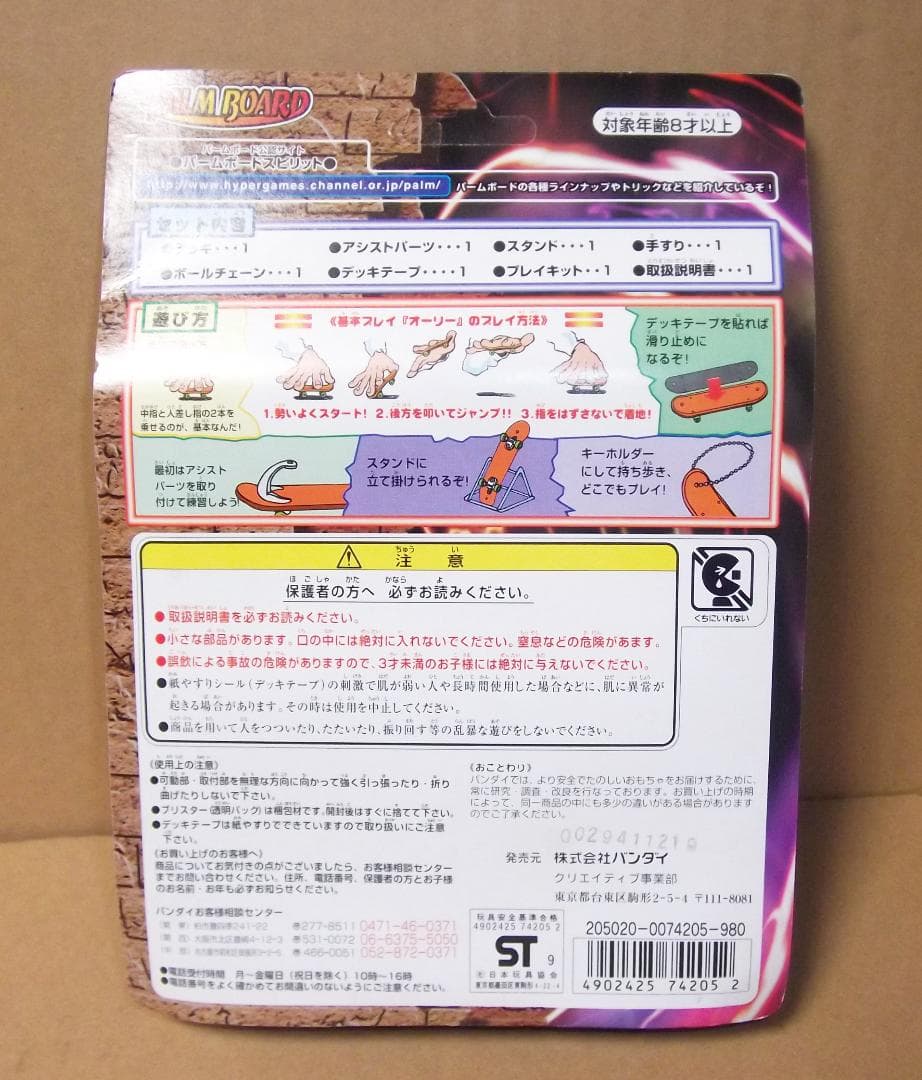 LM BOARD
対象年齢8才以上
パームボード公認サイト
●パームボードスピリット●
http://www.hypergames.channel.or.jp/palm/
パームボードの各種ラインナップやトリックなどを紹介しているぞ!
セット内容
●デッキ・・・1 ●アシストパーツ・・・1 ●スタンド・・・1 ●手すり・・・1
●ボールチェーン・・・1 ●デッキテープ・・・・1 ●プレイキット・・1 ●取扱説明書・・・1
遊び方
《基本プレイ『オーリー』のプレイ方法》
中指と人差し指の2本を
乗せるのが、基本なんだ!
1.勢いよくスタート! 2.後方を叩いてジャンプ!! 3.指をはずさないで着地!
デッキテープを貼れば
滑り止めに
なるぞ!
最初はアシスト
パーツを取り
付けて練習しよう!
スタンドに
立て掛けられるぞ!
キーホルダー
にして持ち歩き、
どこでもプレイ!
注意
保護者の方へ 必ずお読みください。
●取扱説明書を必ずお読みください。
●小さな部品があります。口の中には絶対に入れないでください。窒息などの危険があます。
●誤飲による事故の危険がありますので、3才未満のお子様には絶対に与えないでください。
●紙やすりシール(デッキテープ)の刺激で肌が弱い人や長時間使用した場合などに、肌に異常が
起きる場合があります。その時は使用を中止してください。
●商品を用いて人をつついたり、たたいたり、振り回す等の乱暴な遊びをしないでください。
くちにいれない
〈使用上の注意〉
●可動部・取付部を無理な方向に向かって強く引っ張ったり・折り
曲げたりしないで下さい。
●ブリスター(透明パック)は梱包材です。開封後はすぐに捨てて下さい。
●デッキテープは紙やすりでできていますので取り扱いにご注意
下さい。
〈お買い上げのお客様へ〉
商品についてお気付きの点がございましたら、お客様相談センター
までお問い合わせください。住所、電話番号、保護者の方とお子様
のお名前・お年も必ずお知らせください。
バンダイお客様相談センター
277-8511 0471-46-0371
531-0072 06-6375-5050
466-0051 052-872-0371
●電話受付時間 月〜金曜日(祝日を除く)10時〜16時
●電話番号をよく確かめてお間違いのないようにご注意ください。
〈おことわり〉
バンダイでは、より安全でたのしいおもちゃをお届けするために、
常に研究・調査・改良を行なっております。お買い上げの時期
によって、同一商品の中にも多少の違いがある場合があります
のでご了承ください。
0029411219
発売元 株式会社バンダイ
クリエイティブ事業部
東京都台東区駒形2-5-4 〒111-8081
玩具安全基準合格
4902425 74205 2
ST 9
日本玩具協会
東京都墨田区東駒形4-22-4
205020-0074205-980
4902425 74205 2